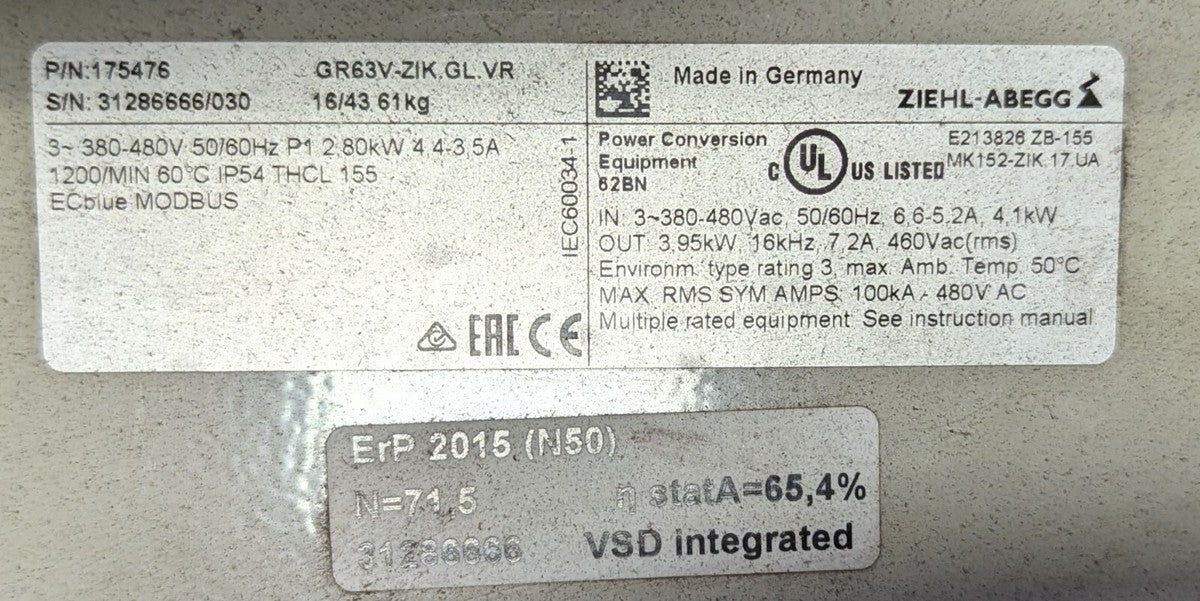 P/N:175476 GR63V-ZIK.GL.VR
S/N: 31286666/030 16/43 61kg
Made in Germany
ZIEHL-ABEGG
3~ 380-480V 50/60Hz P1 2.80kW 4.4-3,5A
1200/MIN 60°C IP54 THCL 155
ECblue MODBUS
IEC60034-1
EAC CE
Power Conversion
Equipment
62BN
C UL US LISTED
E213826 ZB-155
MK152-ZIK.17.UA
IN: 3~380-480Vac, 50/60Hz, 6,6-5.2A, 4.1kW
OUT: 3,95kW, 16kHz, 7.2A, 460Vac(rms)
Environm. type rating 3, max. Amb. Temp. 50°C
MAX. RMS SYM AMPS: 100kA - 480V AC
Multiple rated equipment. See instruction manual
ErP 2015 (N50)
N=71,5 η statA=65,4%
31286666 VSD integrated